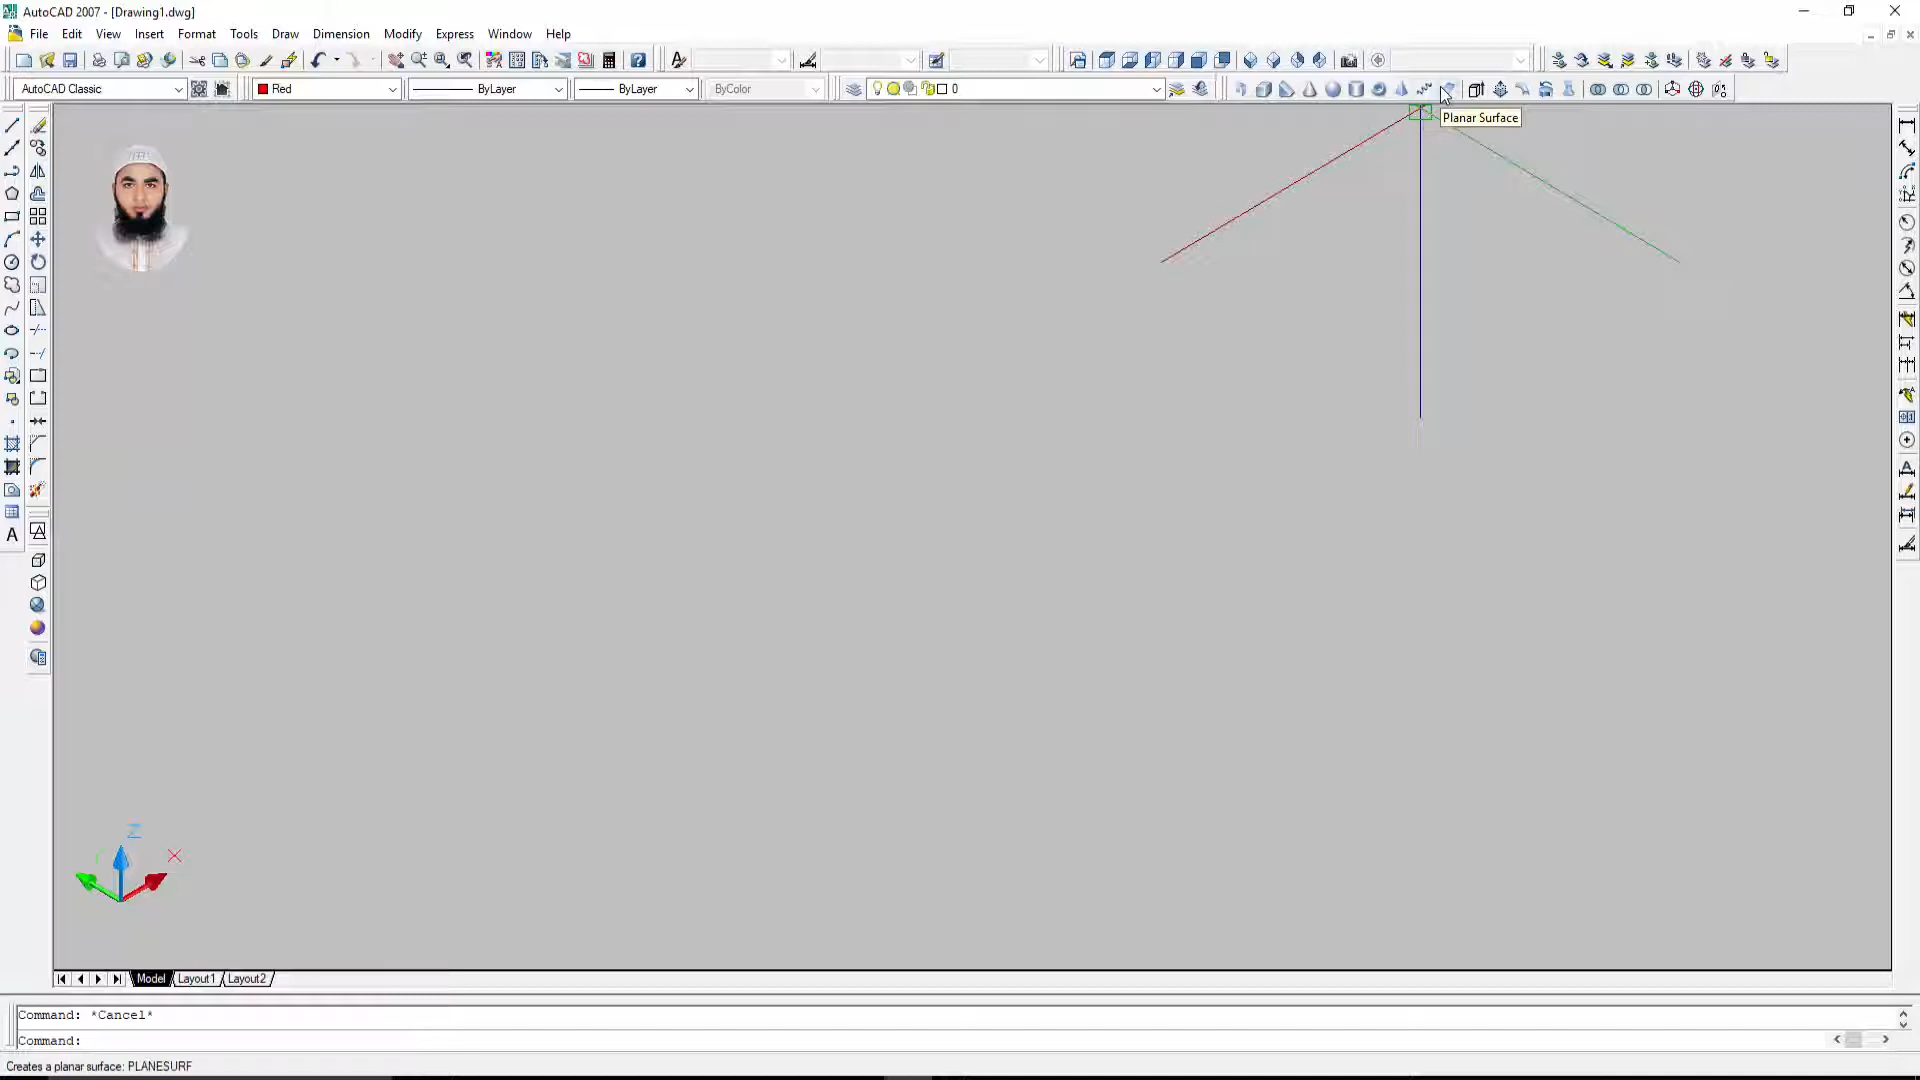 AutoCAD 2007 - [Drawing1.dwg]
File Edit View Insert Format Tools Draw Dimension Modify Express Window Help
AutoCAD Classic Red ByLayer ByLayer ByColor 0
Planar Surface
A
Z
X
Model Layout1 Layout2
Command: *Cancel*
Command:
Creates a planar surface: PLANESURF